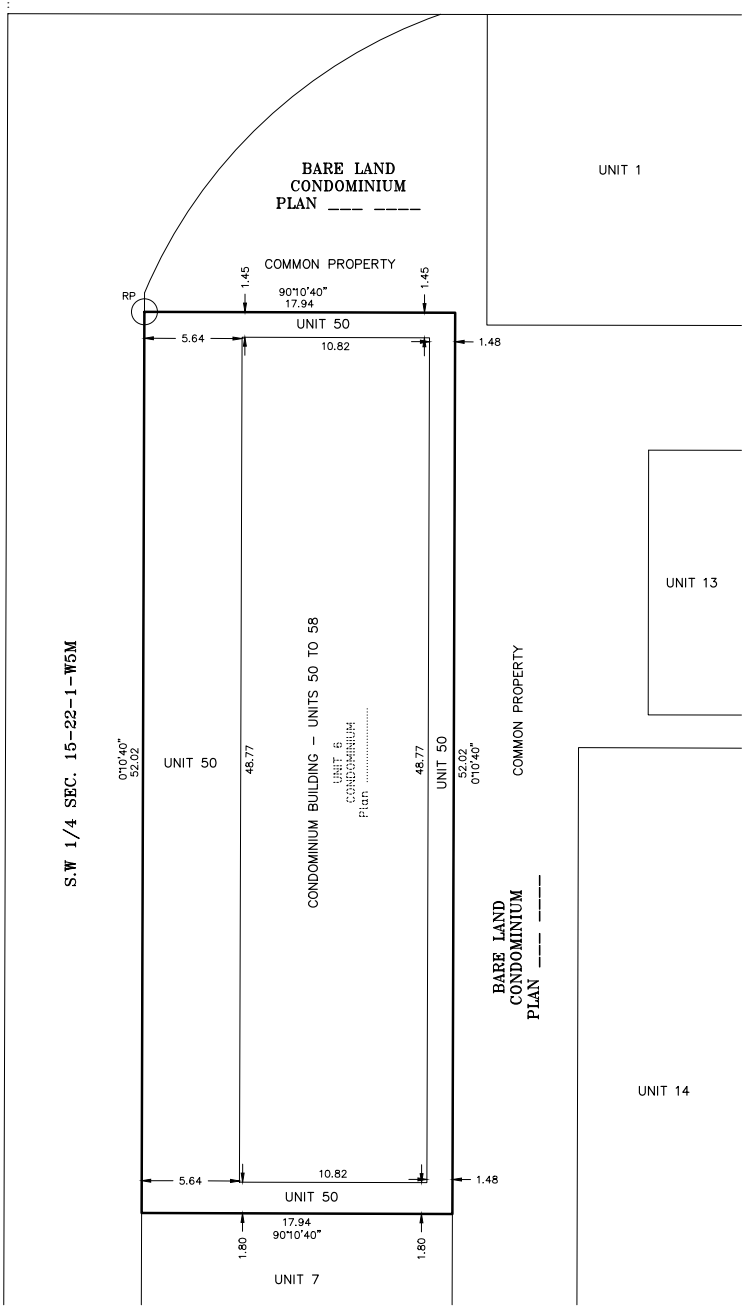 BARE LAND
CONDOMINIUM
PLAN ___ ____
UNIT 1
COMMON PROPERTY
1.45
1.45
RP
90°10'40"
17.94
UNIT 50
5.64
10.82
1.48
UNIT 13
S.W 1/4 SEC. 15-22-1-W5M
0°10'40"
52.02
UNIT 50
48.77
CONDOMINIUM BUILDING - UNITS 50 TO 58
UNIT 6
CONDOMINIUM
Plan ....................
48.77
UNIT 50
52.02
0°10'40"
COMMON PROPERTY
BARE LAND
CONDOMINIUM
PLAN ___ ____
UNIT 14
5.64
10.82
1.48
UNIT 50
17.94
90°10'40"
1.80
1.80
UNIT 7